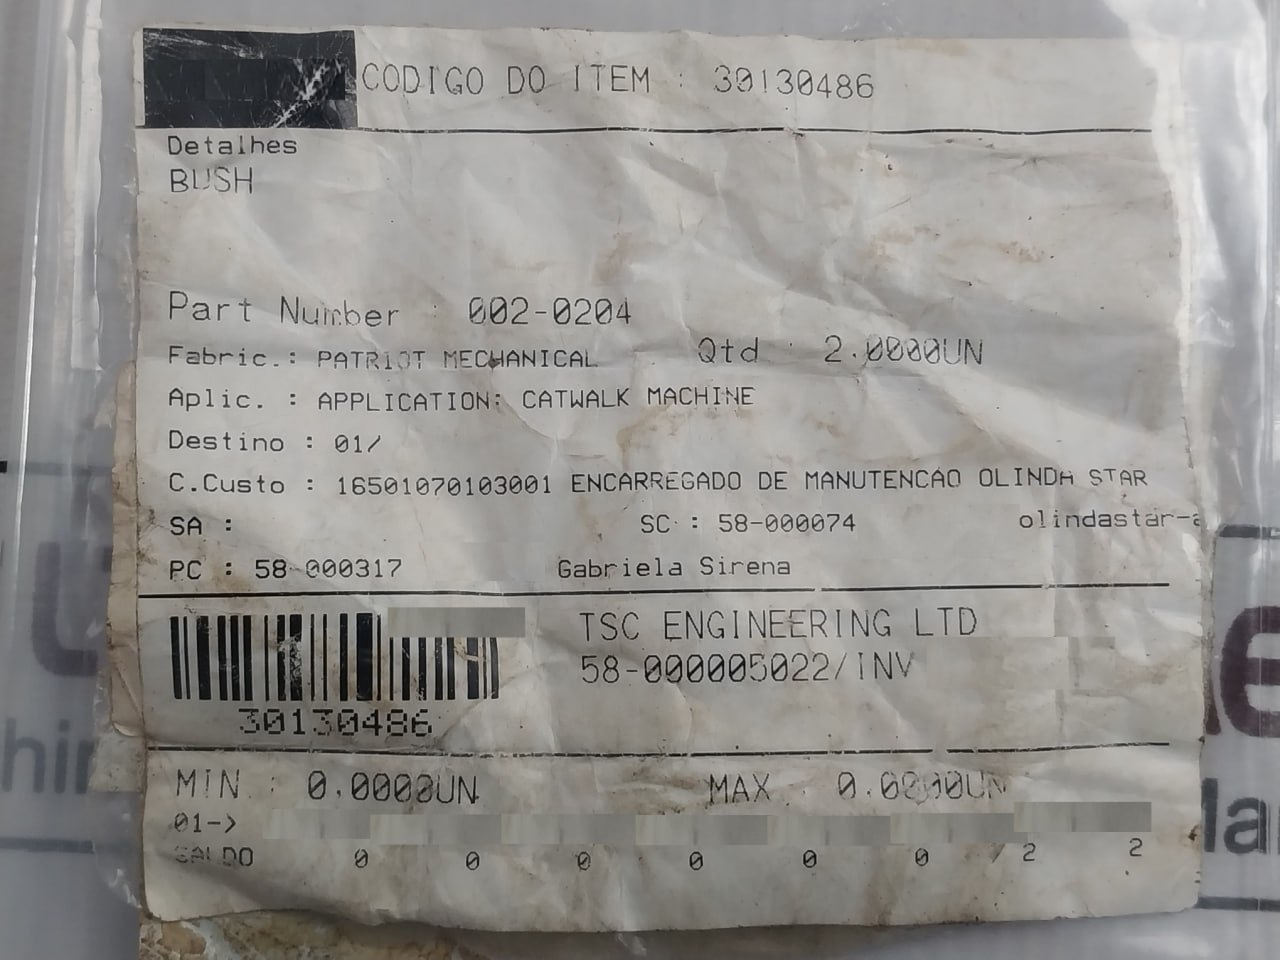 CODIGO DO ITEM : 30130486
Detalhes
BUSH
Part Number : 002-0204
Fabric.: PATRIOT MECHANICAL Qtd : 2.0000UN
Aplic. : APPLICATION: CATWALK MACHINE
Destino : 01/
C.Custo : 16501070103001 ENCARREGADO DE MANUTENCAO OLINDA STAR
SA : SC : 58-000074 olindastar-a
PC : 58-000317 Gabriela Sirena
TSC ENGINEERING LTD
58-000005022/INV
30130486
MIN : 0.0000UN MAX : 0.0000UN
01->
SALDO 0 0 0 0 0 0 / 2 2